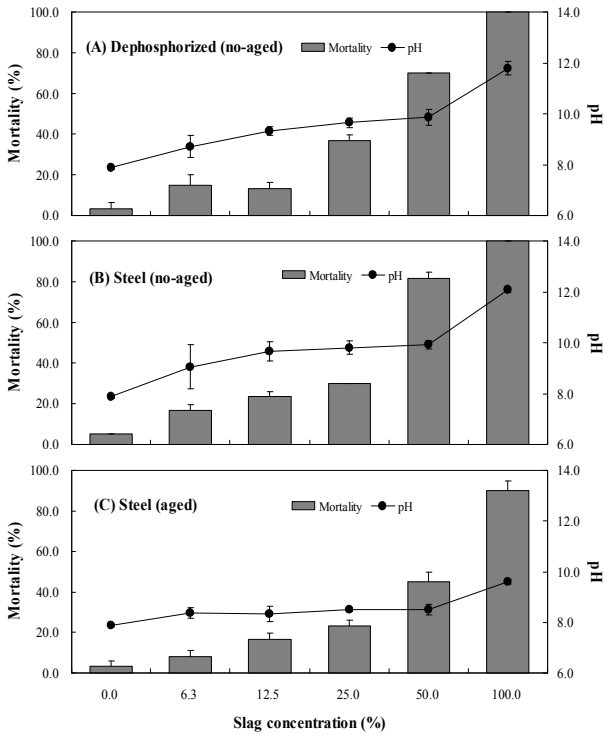 (A) Dephosphorized (no-aged)
Mortality pH
Mortality (%)
100.0
80.0
60.0
40.0
20.0
0.0
14.0
12.0
10.0
8.0
6.0
pH
(B) Steel (no-aged)
Mortality pH
Mortality (%)
100.0
80.0
60.0
40.0
20.0
0.0
14.0
12.0
10.0
8.0
6.0
pH
(C) Steel (aged)
Mortality pH
Mortality (%)
100.0
80.0
60.0
40.0
20.0
0.0
14.0
12.0
10.0
8.0
6.0
pH
0.0 6.3 12.5 25.0 50.0 100.0
Slag concentration (%)